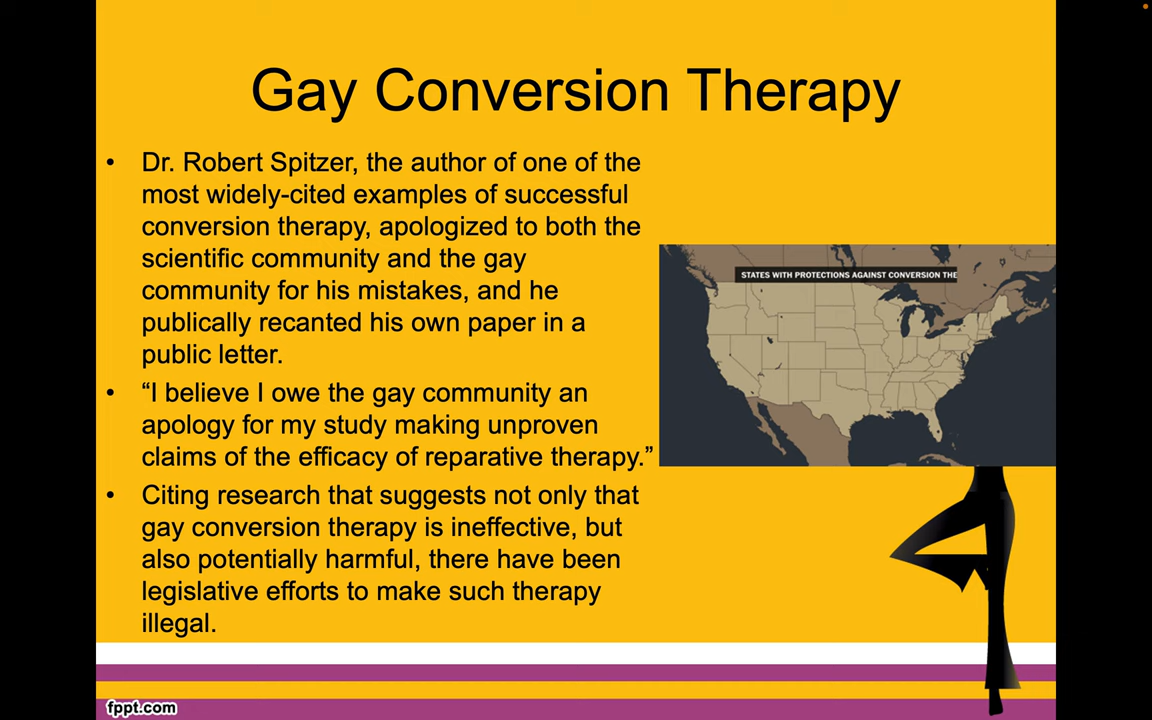 Gay Conversion Therapy
• Dr. Robert Spitzer, the author of one of the
most widely-cited examples of successful
conversion therapy, apologized to both the
scientific community and the gay
community for his mistakes, and he
publically recanted his own paper in a
public letter.
• “I believe I owe the gay community an
apology for my study making unproven
claims of the efficacy of reparative therapy.”
• Citing research that suggests not only that
gay conversion therapy is ineffective, but
also potentially harmful, there have been
legislative efforts to make such therapy
illegal.
STATES WITH PROTECTIONS AGAINST CONVERSION THE
fppt.com